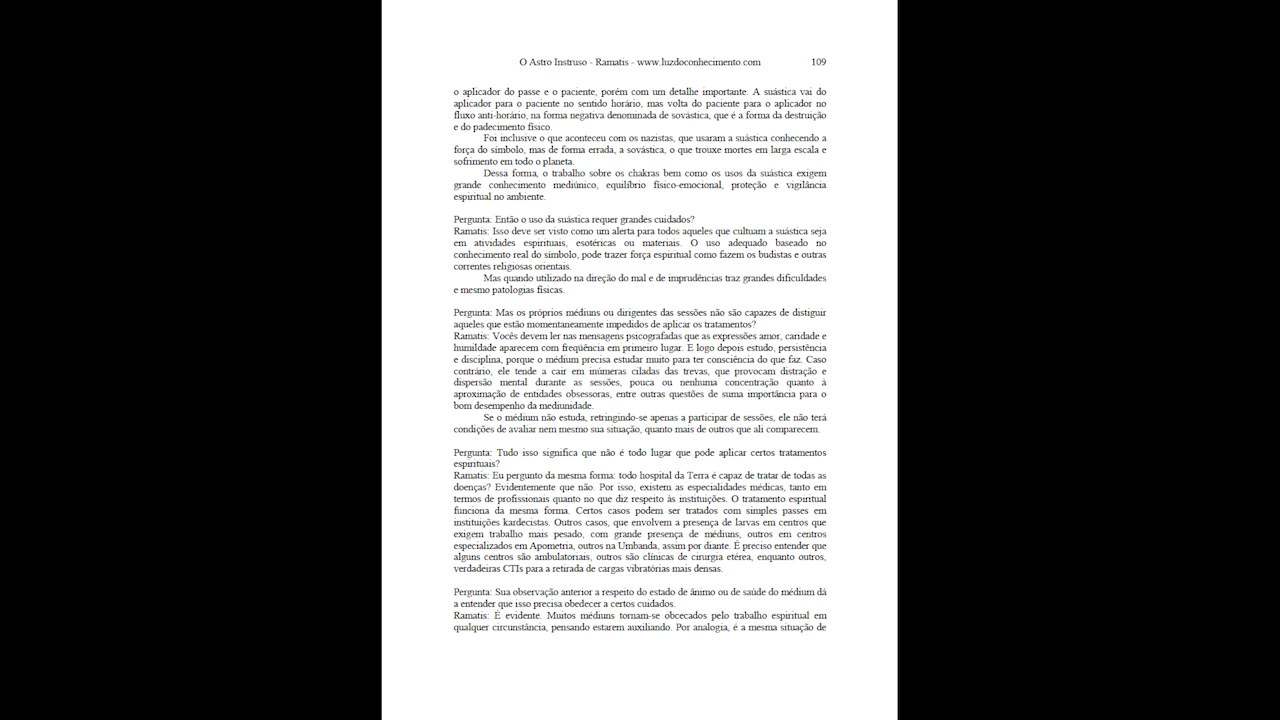 O Astro Instruso - Ramatis - www.luzdoconhecimento.com 109
o aplicador do passe e o paciente, porém com um detalhe importante. A suástica vai do
aplicador para o paciente no sentido horário, mas volta do paciente para o aplicador no
fluxo anti-horário, na forma negativa denominada de sovástica, que é a forma da destruição
e do padecimento físico.
Foi inclusive o que aconteceu com os nazistas, que usaram a suástica conhecendo a
força do símbolo, mas de forma errada, a sovástica, o que trouxe mortes em larga escala e
sofrimento em todo o planeta.
Dessa forma, o trabalho sobre os chakras bem como os usos da suástica exigem
grande conhecimento mediúnico, equilíbrio físico-emocional, proteção e vigilância
espiritual no ambiente.
Pergunta: Então o uso da suástica requer grandes cuidados?
Ramatis: Isso deve ser visto como um alerta para todos aqueles que cultuam a suástica seja
em atividades espirituais, esotéricas ou materiais. O uso adequado baseado no
conhecimento real do símbolo, pode trazer força espiritual como fazem os budistas e outras
correntes religiosas orientais.
Mas quando utilizado na direção do mal e de imprudências traz grandes dificuldades
e mesmo patologias físicas.
Pergunta: Mas os próprios médiuns ou dirigentes das sessões não são capazes de distiguir
aqueles que estão momentaneamente impedidos de aplicar os tratamentos?
Ramatis: Vocês devem ler nas mensagens psicografadas que as expressões amor, caridade e
humildade aparecem com freqüência em primeiro lugar. E logo depois estudo, persistência
e disciplina, porque o médium precisa estudar muito para ter consciência do que faz. Caso
contrário, ele tende a cair em inúmeras ciladas das trevas, que provocam distração e
dispersão mental durante as sessões, pouca ou nenhuma concentração quanto à
aproximação de entidades obsessoras, entre outras questões de suma importância para o
bom desempenho da mediunidade.
Se o médium não estuda, retringindo-se apenas a participar de sessões, ele não terá
condições de avaliar nem mesmo sua situação, quanto mais de outros que ali comparecem.
Pergunta: Tudo isso significa que não é todo lugar que pode aplicar certos tratamentos
espirituais?
Ramatis: Eu pergunto da mesma forma: todo hospital da Terra é capaz de tratar de todas as
doenças? Evidentemente que não. Por isso, existem as especialidades médicas, tanto em
termos de profissionais quanto no que diz respeito às instituições. O tratamento espiritual
funciona da mesma forma. Certos casos podem ser tratados com simples passes em
instituições kardecistas. Outros casos, que envolvem a presença de larvas em centros que
exigem trabalho mais pesado, com grande presença de médiuns, outros em centros
especializados em Apometria, outros na Umbanda, assim por diante. É preciso entender que
alguns centros são ambulatoriais, outros são clínicas de cirurgia etérea, enquanto outros,
verdadeiras CTIs para a retirada de cargas vibratórias mais densas.
Pergunta: Sua observação anterior a respeito do estado de ânimo ou de saúde do médium dá
a entender que isso precisa obedecer a certos cuidados.
Ramatis: É evidente. Muitos médiuns tornam-se obcecados pelo trabalho espiritual em
qualquer circunstância, pensando estarem auxiliando. Por analogia, é a mesma situação de